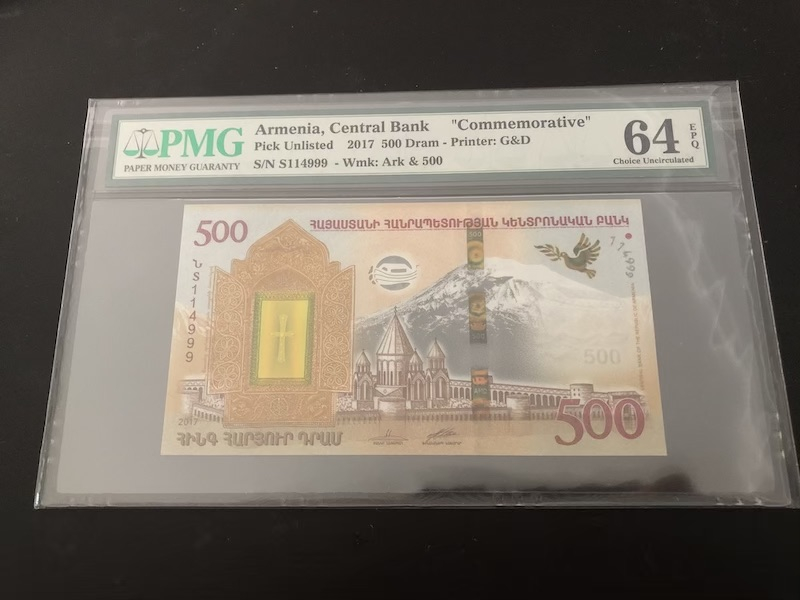 PMG
PAPER MONEY GUARANTY
Armenia, Central Bank "Commemorative"
Pick Unlisted 2017 500 Dram - Printer: G&D
S/N S114999 - Wmk: Ark & 500
64 EPQ
Choice Uncirculated
500
ՀԱՅԱՍՏԱՆԻ ՀԱՆՐԱՊԵՏՈՒԹՅԱՆ ԿԵՆՏՐՈՆԱԿԱՆ ԲԱՆԿ
Ն S114999
114999
500
2017
500
ՀԻՆԳ ՀԱՐՅՈՒՐ ԴՐԱՄ